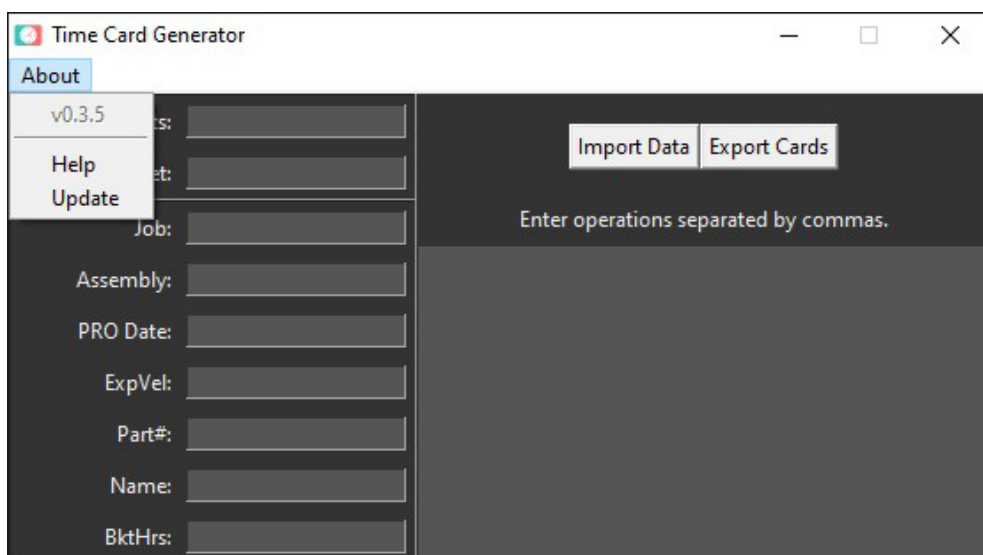 Time Card Generator
About
v0.3.5
Help
Update
Job:
Assembly:
PRO Date:
ExpVel:
Part#:
Name:
BktHrs:
Import Data
Export Cards
Enter operations separated by commas.